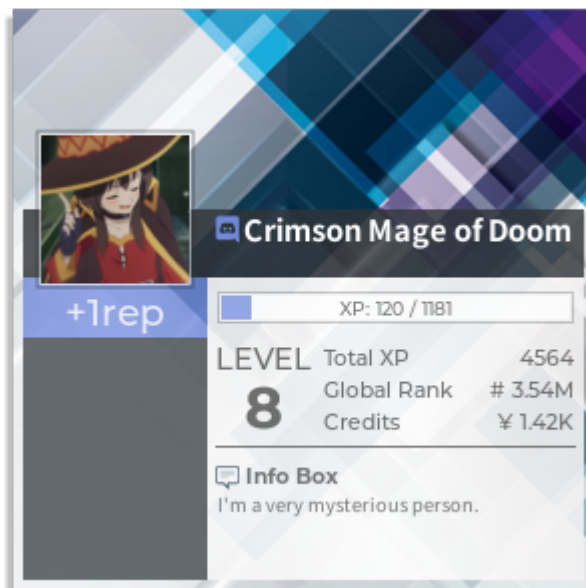 Crimson Mage of Doom
+1rep
XP: 120 / 1181
LEVEL
8
Total XP 4564
Global Rank # 3.54M
Credits ¥ 1.42K
Info Box
I'm a very mysterious person.